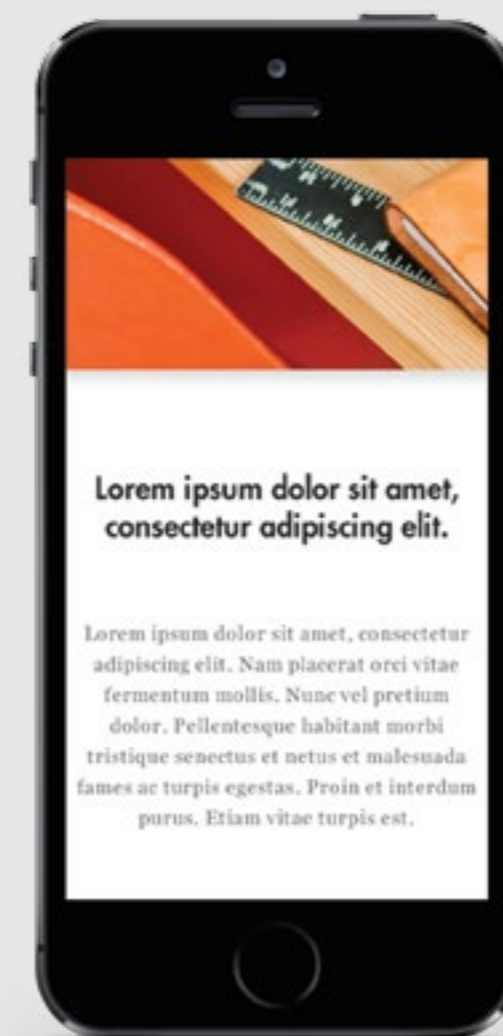 Lorem ipsum dolor sit amet,
consectetur adipiscing elit.
Lorem ipsum dolor sit amet, consectetur
adipiscing elit. Nam placerat orci vitae
fermentum mollis. Nunc vel pretium
dolor. Pellentesque habitant morbi
tristique senectus et netus et malesuada
fames ac turpis egestas. Proin et interdum
purus. Etiam vitae turpis est.